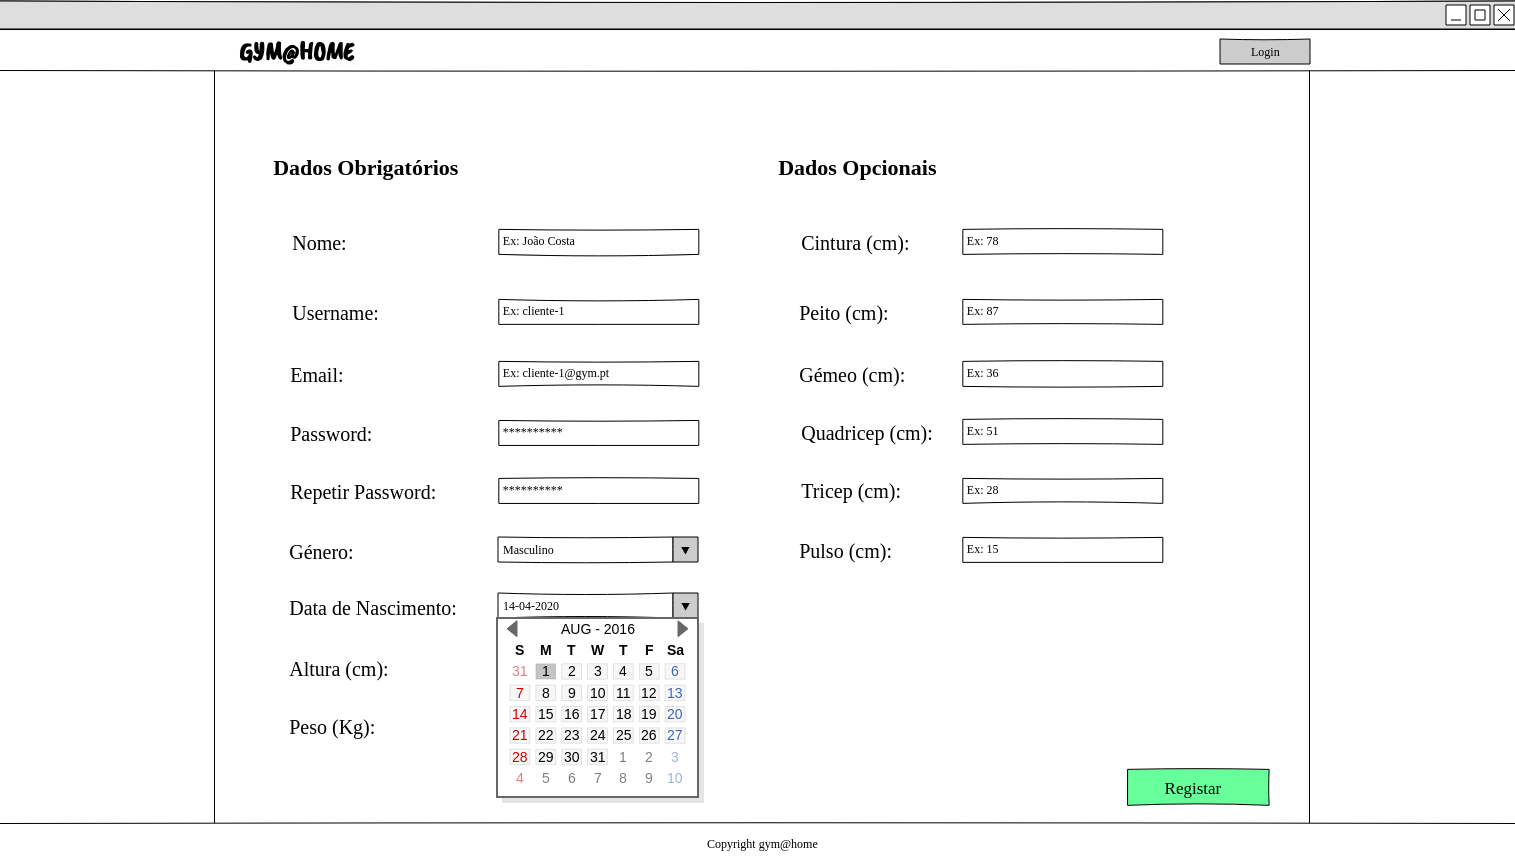 GYM@HOME
Login
Dados Obrigatórios
Dados Opcionais
Nome:
Ex: João Costa
Cintura (cm):
Ex: 78
Username:
Ex: cliente-1
Peito (cm):
Ex: 87
Email:
Ex: cliente-1@gym.pt
Gémeo (cm):
Ex: 36
Password:
**********
Quadricep (cm):
Ex: 51
Repetir Password:
**********
Tricep (cm):
Ex: 28
Género:
Masculino
Pulso (cm):
Ex: 15
Data de Nascimento:
14-04-2020
AUG - 2016
S M T W T F Sa
31 1 2 3 4 5 6
7 8 9 10 11 12 13
14 15 16 17 18 19 20
21 22 23 24 25 26 27
28 29 30 31 1 2 3
4 5 6 7 8 9 10
Altura (cm):
Peso (Kg):
Registar
Copyright gym@home